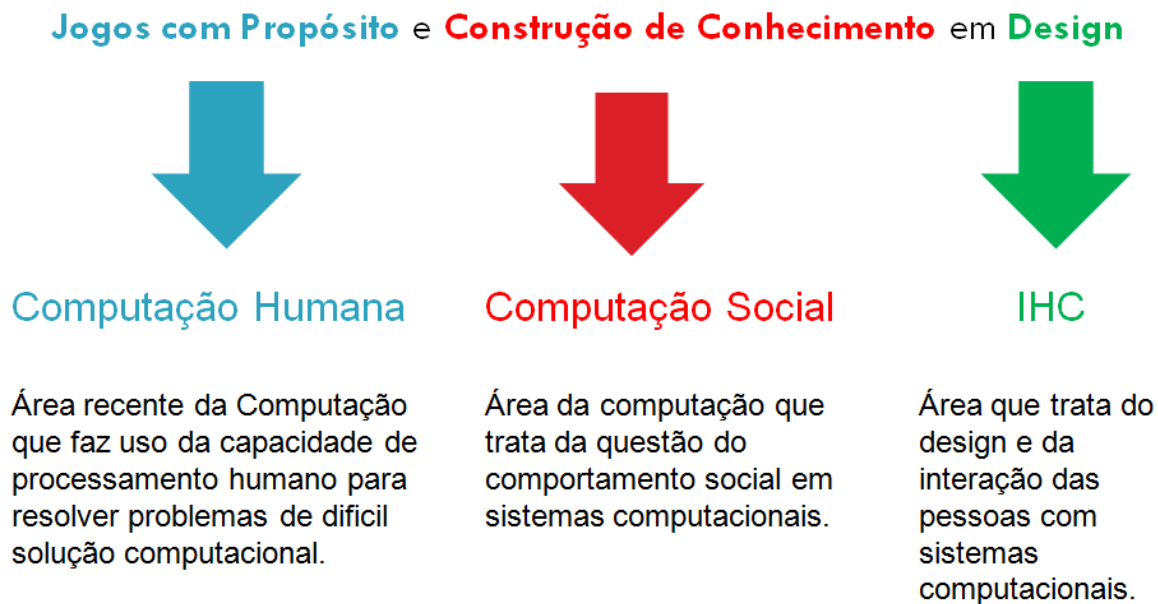 Jogos com Propósito e Construção de Conhecimento em Design
Computação Humana
Área recente da Computação
que faz uso da capacidade de
processamento humano para
resolver problemas de dificil
solução computacional.
Computação Social
Área da computação que
trata da questão do
comportamento social em
sistemas computacionais.
IHC
Área que trata do
design e da
interação das
pessoas com
sistemas
computacionais.